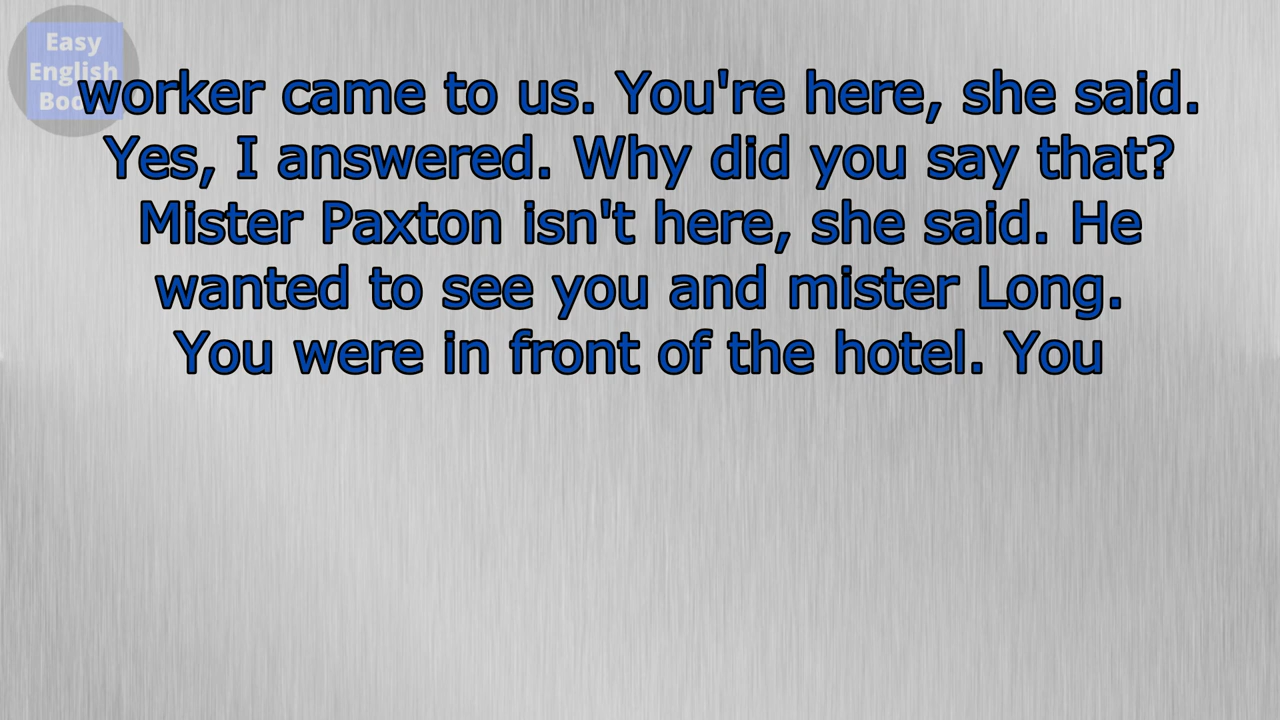 Easy
English
worker came to us. You're here, she said.
Yes, I answered. Why did you say that?
Mister Paxton isn't here, she said. He
wanted to see you and mister Long.
You were in front of the hotel. You